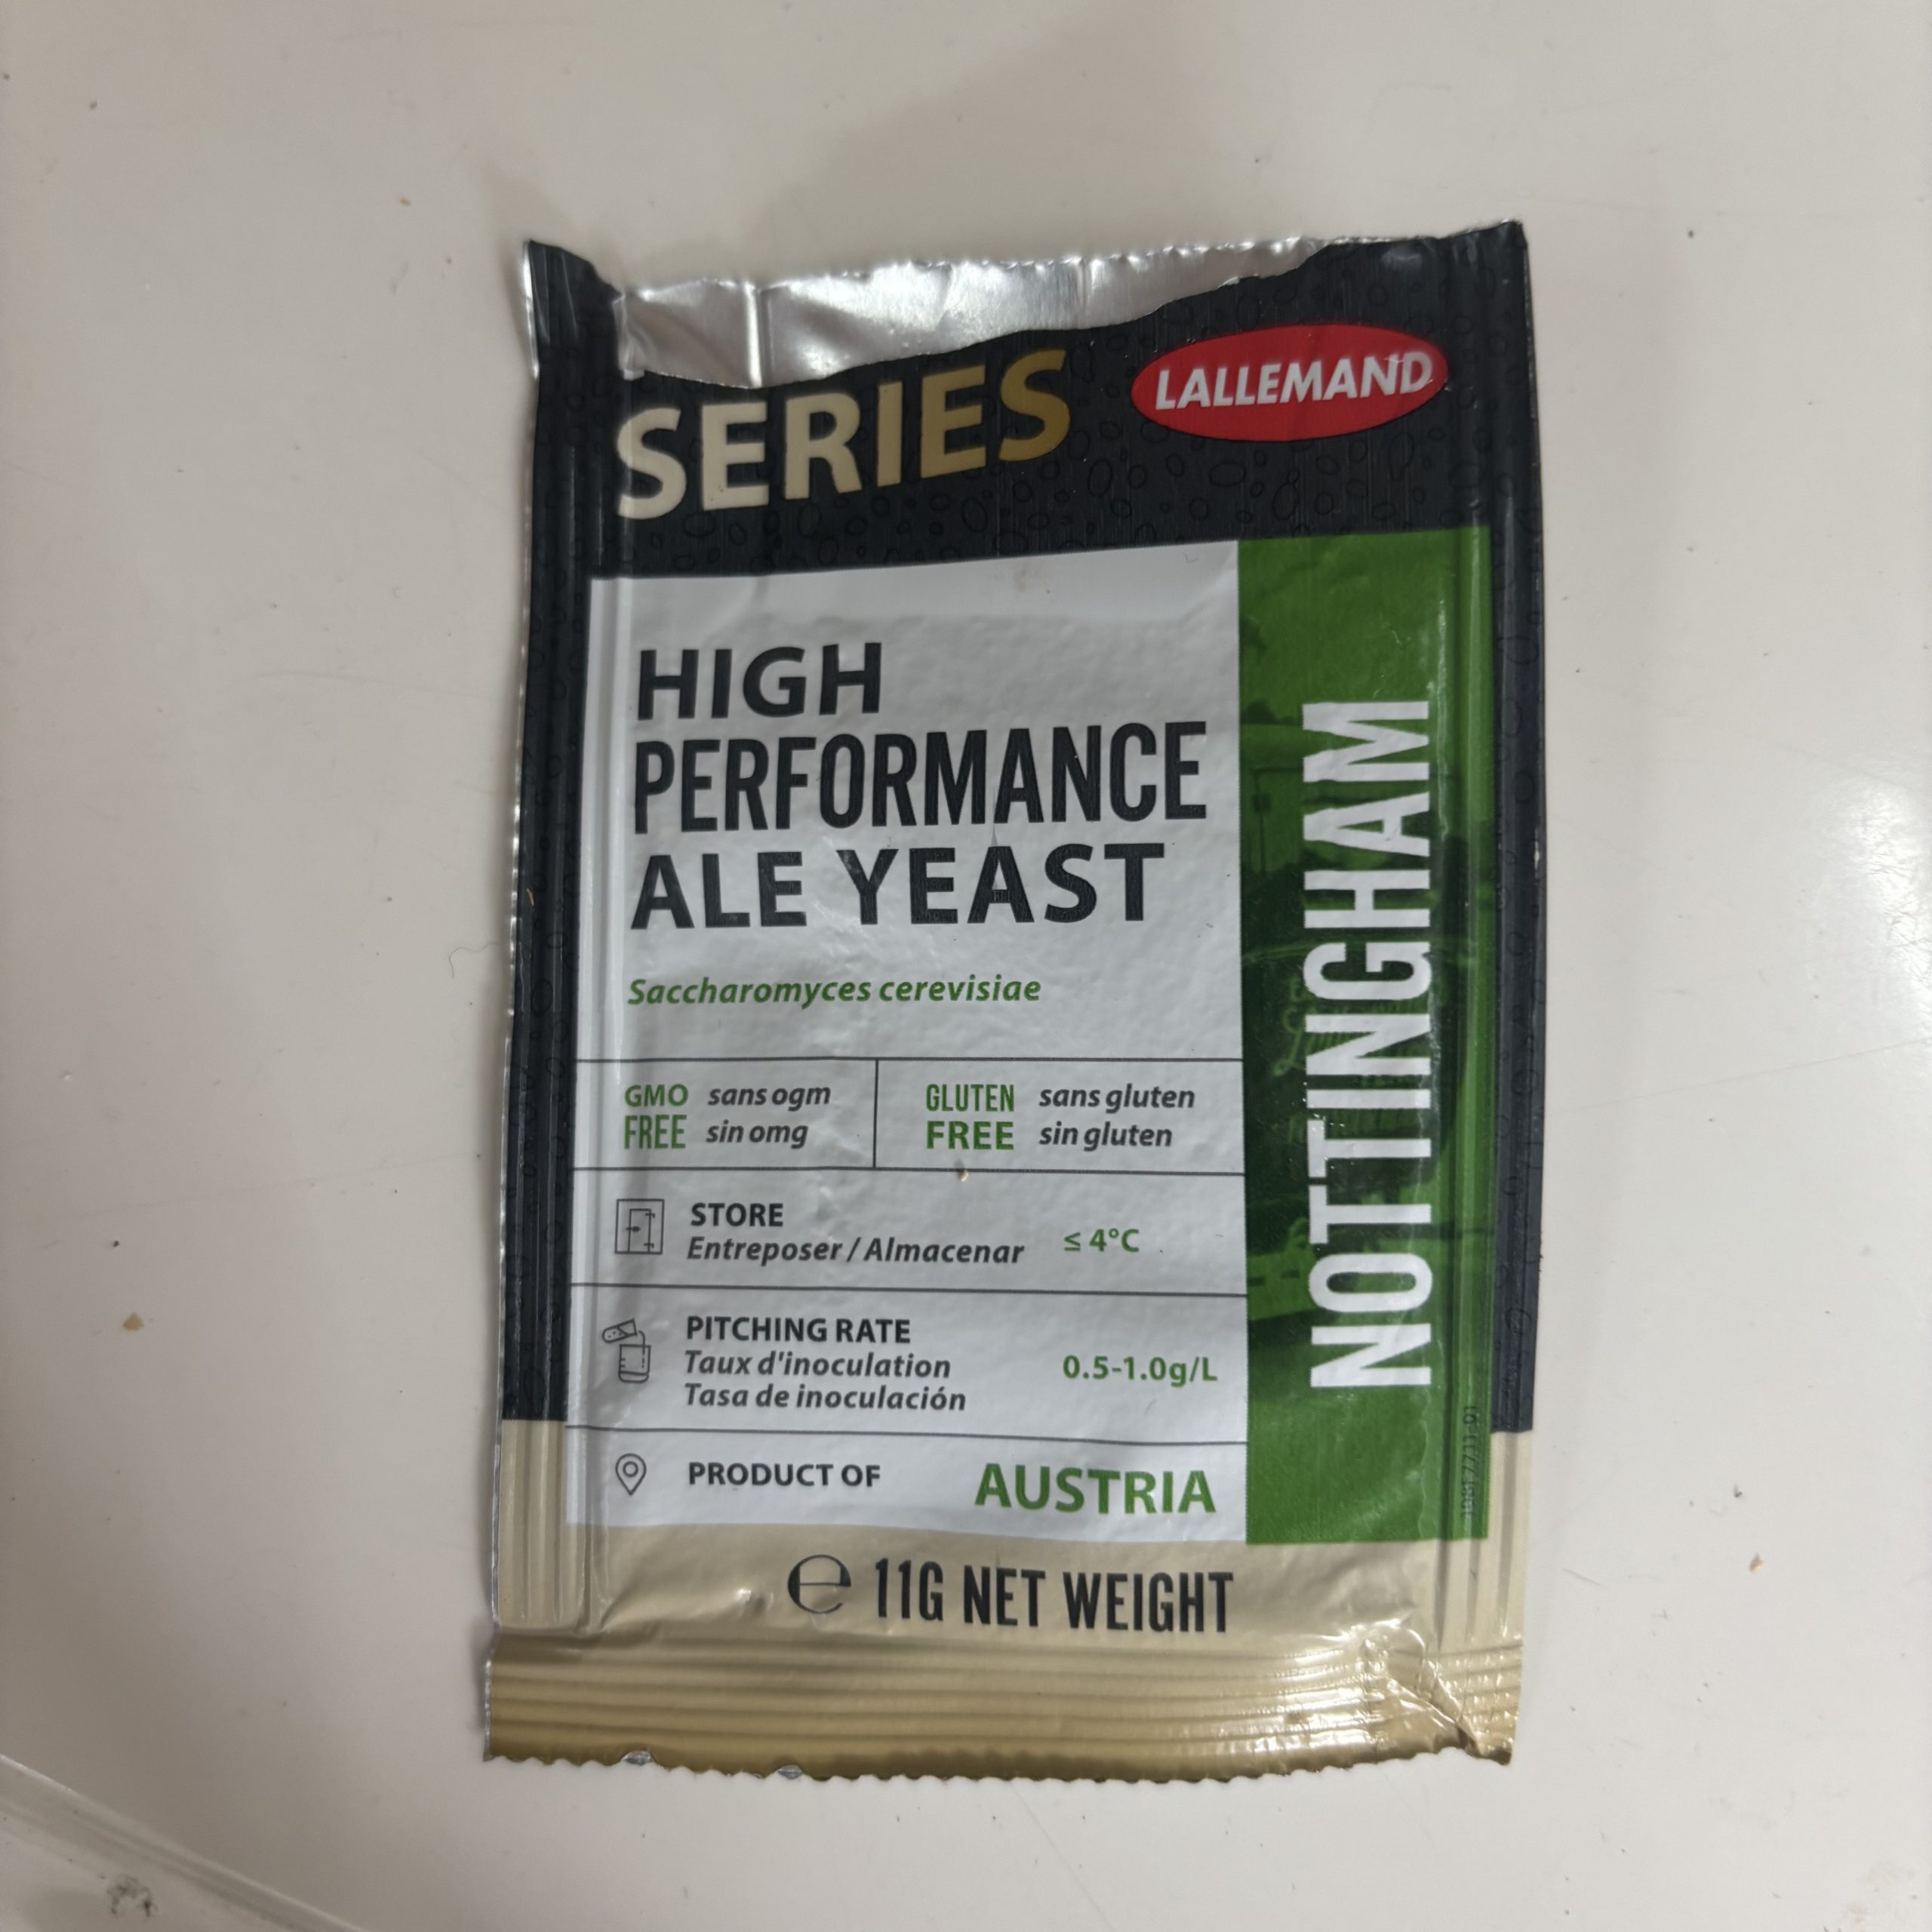 SERIES
LALLEMAND
HIGH
PERFORMANCE
ALE YEAST
Saccharomyces cerevisiae
GMO FREE
sans ogm
sin omg
GLUTEN FREE
sans gluten
sin gluten
STORE
Entreposer / Almacenar
≤ 4°C
PITCHING RATE
Taux d'inoculation
Tasa de inoculación
0.5-1.0g/L
PRODUCT OF
AUSTRIA
NOTTINGHAM
℮ 11G NET WEIGHT